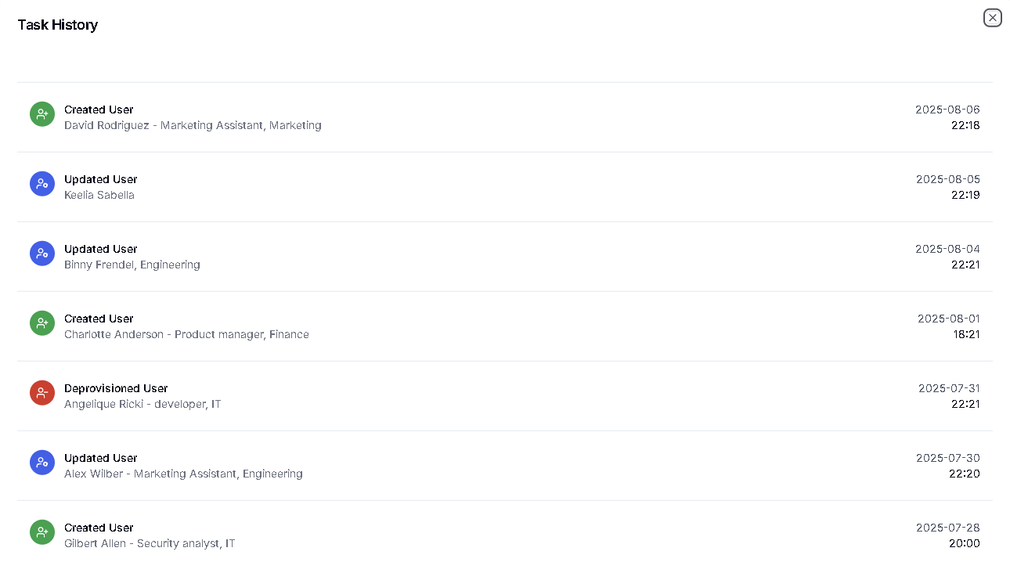 Task History
Created User
2025-08-06
David Rodriguez - Marketing Assistant, Marketing
22:18
Updated User
2025-08-05
Keelia Sabella
22:19
Updated User
2025-08-04
Binny Frendel, Engineering
22:21
Created User
2025-08-01
Charlotte Anderson - Product manager, Finance
18:21
Deprovisioned User
2025-07-31
Angelique Ricki - developer, IT
22:21
Updated User
2025-07-30
Alex Wilber - Marketing Assistant, Engineering
22:20
Created User
2025-07-28
Gilbert Allen - Security analyst, IT
20:00